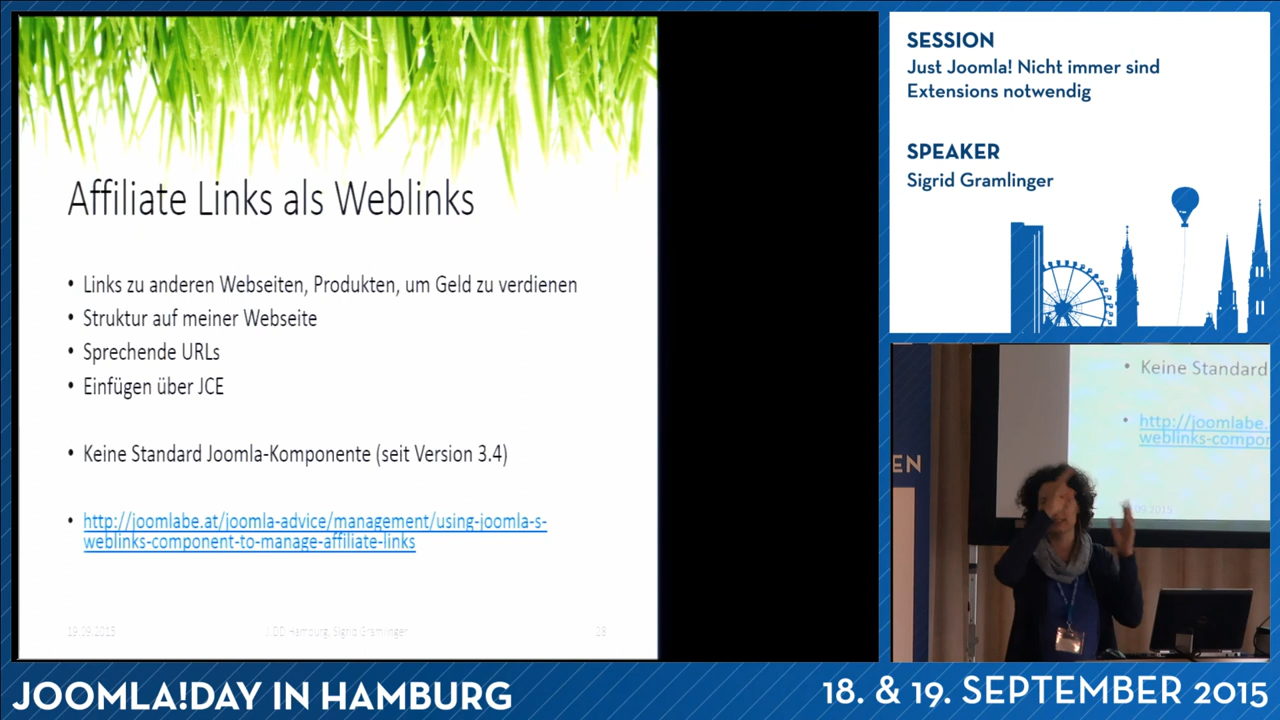 Affiliate Links als Weblinks
• Links zu anderen Webseiten, Produkten, um Geld zu verdienen
• Struktur auf meiner Webseite
• Sprechende URLs
• Einfügen über JCE
• Keine Standard Joomla-Komponente (seit Version 3.4)
• http://joomlabe.at/joomla-advice/management/using-joomla-s-
weblinks-component-to-manage-affiliate-links
19.09.2015 JDD Hamburg, Sigrid Gramlinger 28
SESSION
Just Joomla! Nicht immer sind
Extensions notwendig
SPEAKER
Sigrid Gramlinger
• Keine Standard
• http://joomlabe.
weblinks-compor
09.2015
EN
JOOMLA!DAY IN HAMBURG
18. & 19. SEPTEMBER 2015